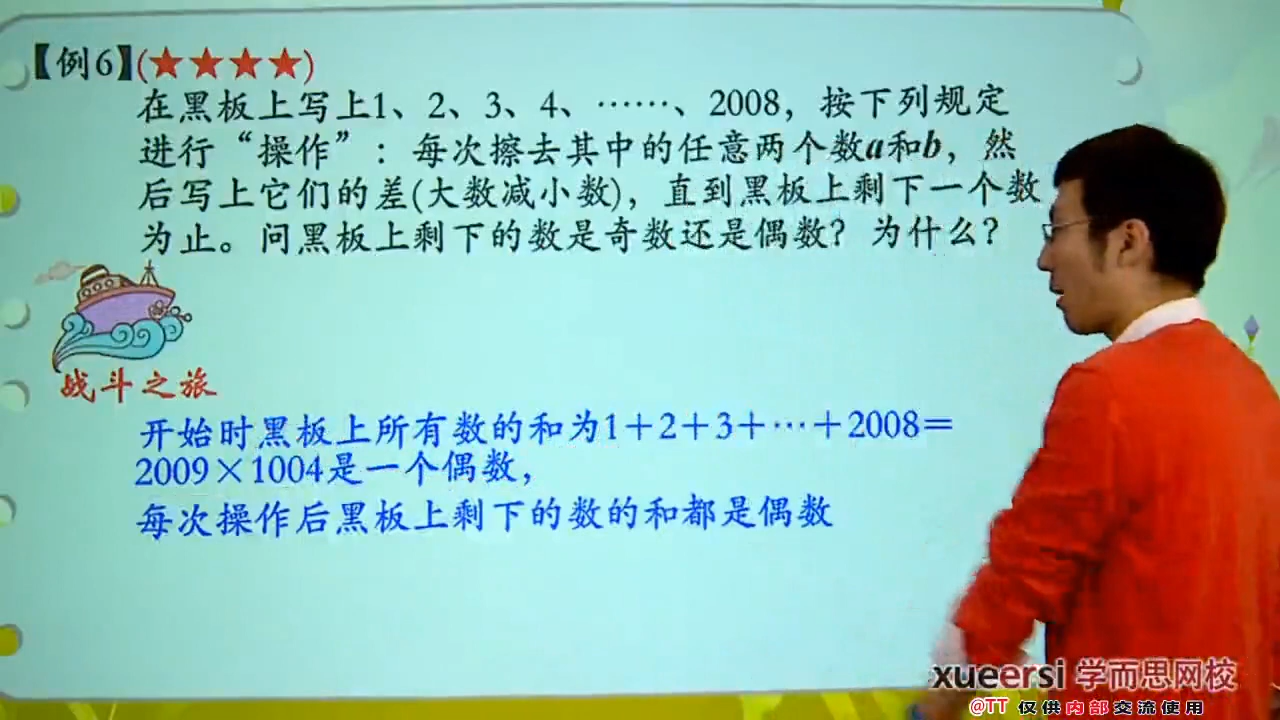 【例6】(★★★★)
在黑板上写上1、2、3、4、……、2008，按下列规定
进行“操作”：每次擦去其中的任意两个数a和b，然
后写上它们的差(大数减小数)，直到黑板上剩下一个数
为止。问黑板上剩下的数是奇数还是偶数？为什么？
战斗之旅
开始时黑板上所有数的和为1＋2＋3＋…＋2008＝
2009×1004是一个偶数，
每次操作后黑板上剩下的数的和都是偶数
xueersi 学而思网校
@TT 仅供内部交流使用